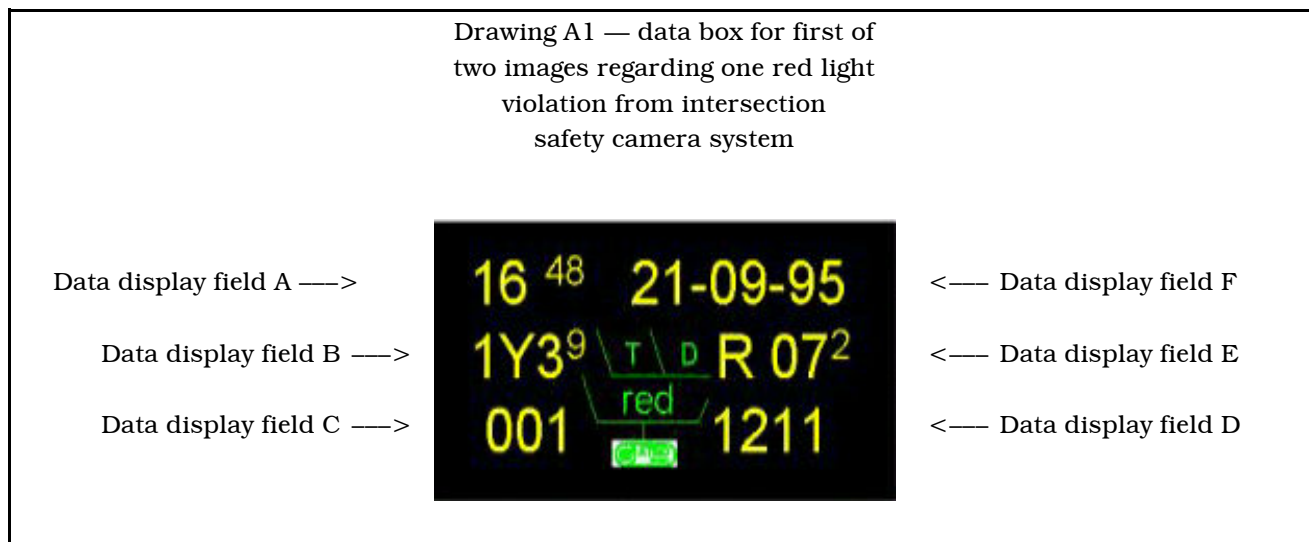 Drawing A1 — data box for first of
two images regarding one red light
violation from intersection
safety camera system
Data display field A –––>
16 48 21-09-95
<––– Data display field F
Data display field B –––>
1Y3⁹ T D R 07²
<––– Data display field E
red
Data display field C –––>
001 1211
<––– Data display field D